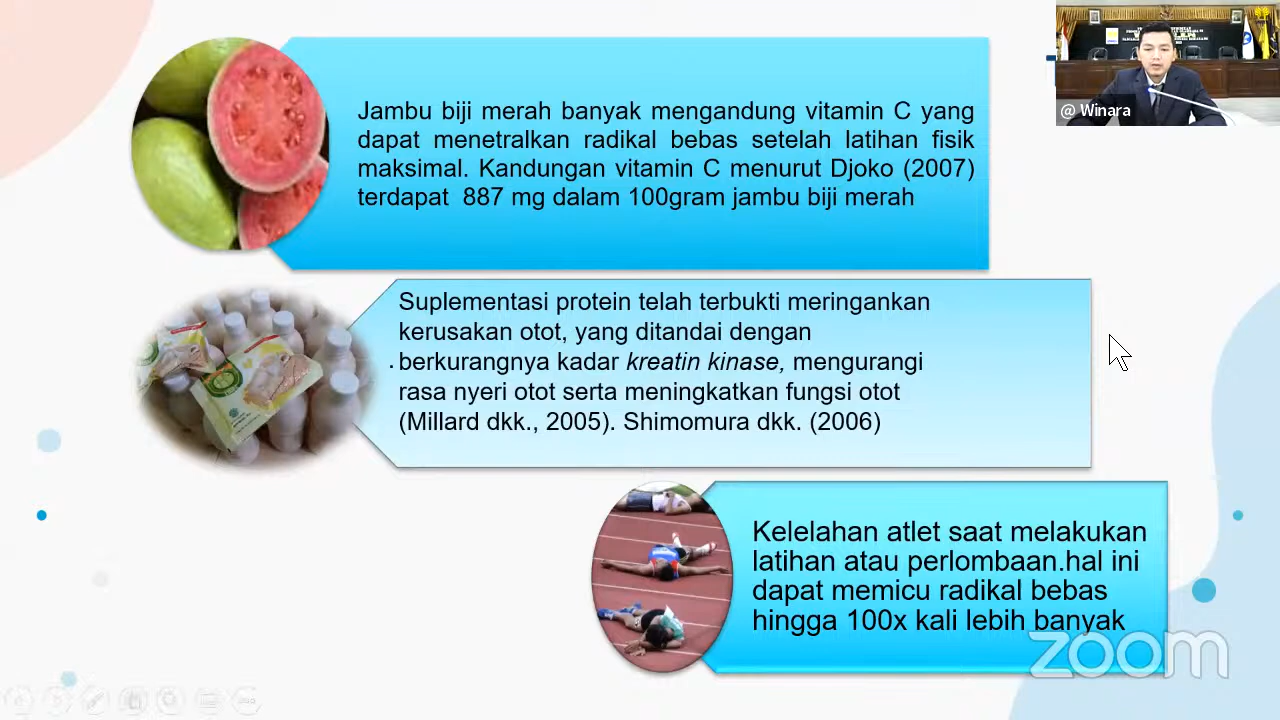 Jambu biji merah banyak mengandung vitamin C yang
dapat menetralkan radikal bebas setelah latihan fisik
maksimal. Kandungan vitamin C menurut Djoko (2007)
terdapat 887 mg dalam 100gram jambu biji merah
@ Winara
Suplementasi protein telah terbukti meringankan
kerusakan otot, yang ditandai dengan
berkurangnya kadar kreatin kinase, mengurangi
rasa nyeri otot serta meningkatkan fungsi otot
(Millard dkk., 2005). Shimomura dkk. (2006)
.
Kelelahan atlet saat melakukan
latihan atau perlombaan.hal ini
dapat memicu radikal bebas
hingga 100x kali lebih banyak
zoom